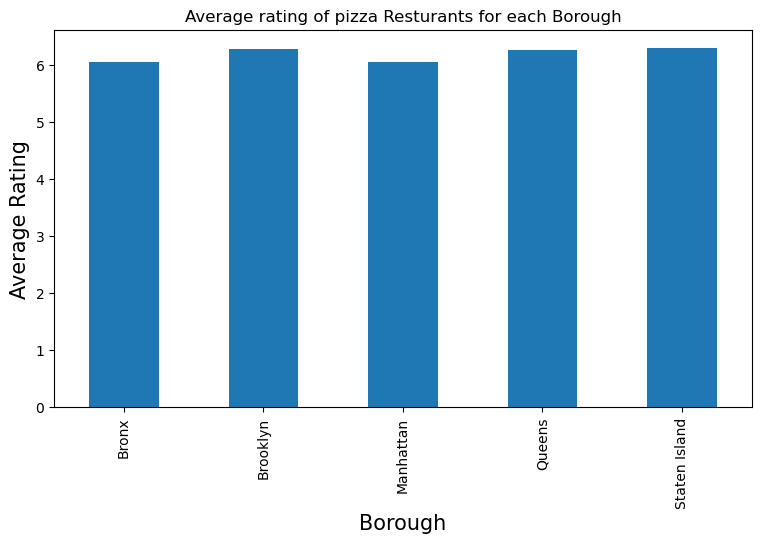 Average rating of pizza Resturants for each Borough
Average Rating
6
5
4
3
2
1
0
Bronx
Brooklyn
Manhattan
Queens
Staten Island
Borough